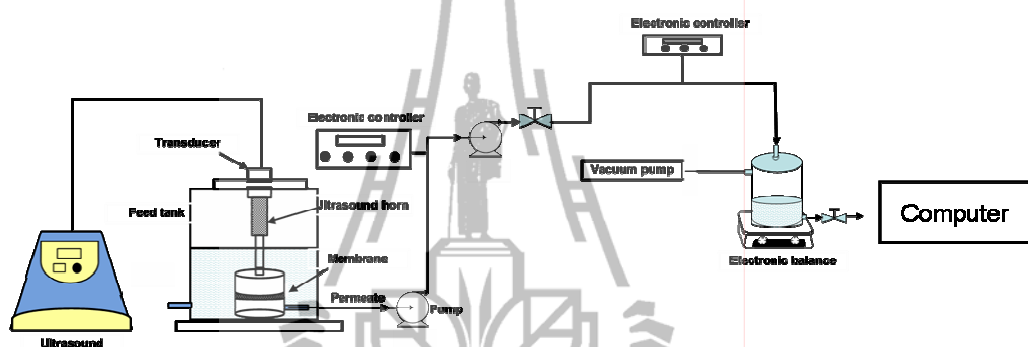 Electronic controller
Electronic controller
Transducer
Vacuum pump
Feed tank
Ultrasound horn
Computer
Membrane
Electronic balance
Permeate
Pump
Ultrasound